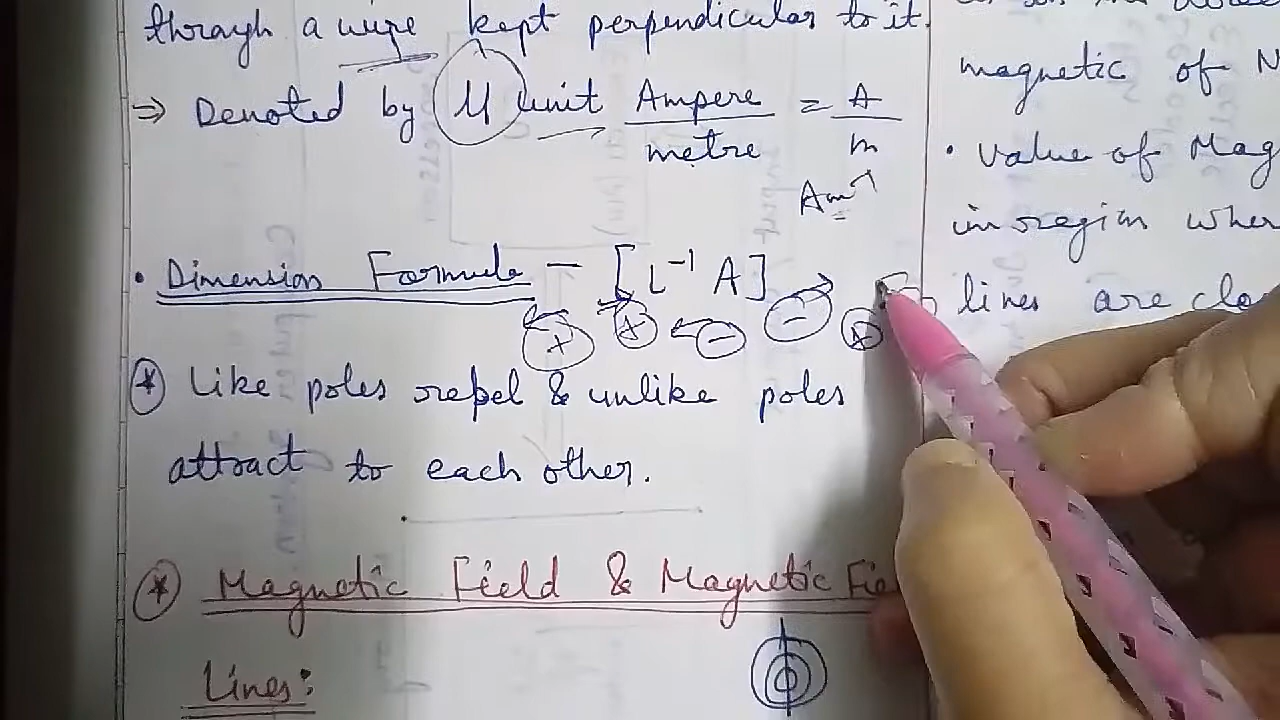 through a wire kept perpendicular to it.
⇒ Denoted by H unit Ampere/metre = A/m
Am⁻¹
• Dimension Formula - [L⁻¹ A]
+ + - - +
* Like poles repel & unlike poles
attract to each other.
* Magnetic Field & Magnetic
Lines:
magnetic of N
• Value of Mag
in region wher
lines are clo